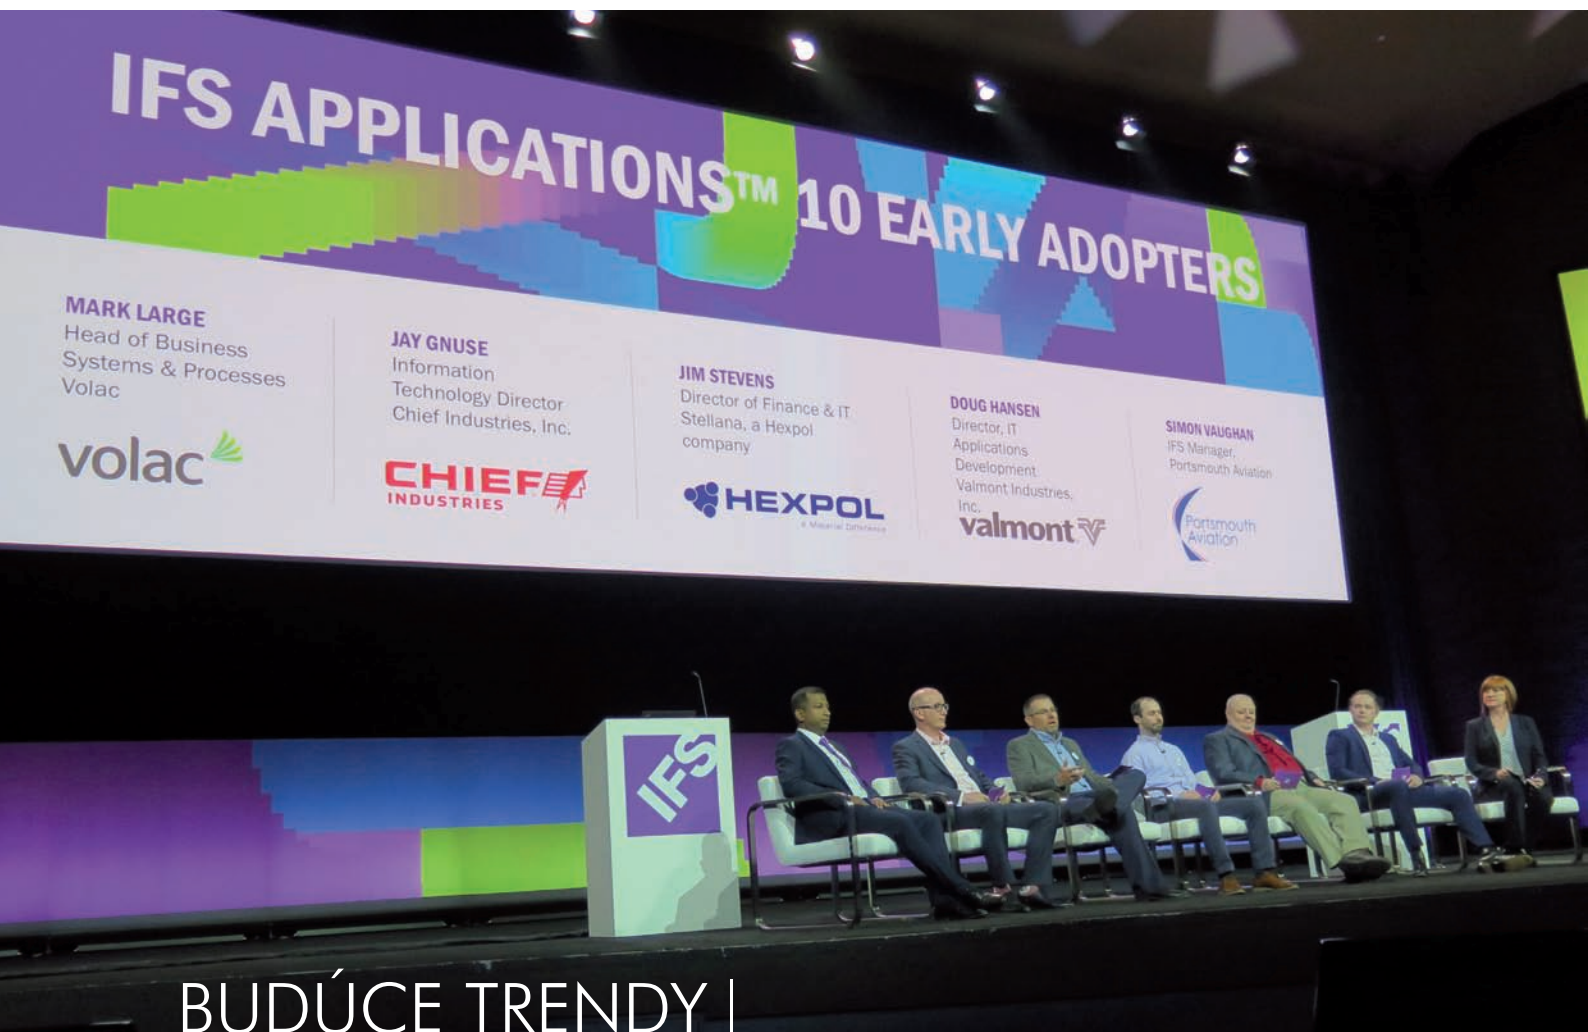 IFS APPLICATIONS™ 10 EARLY ADOPTERS
MARK LARGE
Head of Business
Systems & Processes
Volac
volac
JAY GNUSE
Information
Technology Director
Chief Industries, Inc.
CHIEF
INDUSTRIES
JIM STEVENS
Director of Finance & IT
Stellana, a Hexpol
company
HEXPOL
A Material Difference
DOUG HANSEN
Director, IT
Applications
Development
Valmont Industries,
Inc.
valmont
SIMON VAUGHAN
IFS Manager,
Portsmouth Aviation
Portsmouth
Aviation
IFS
BUDÚCE TRENDY